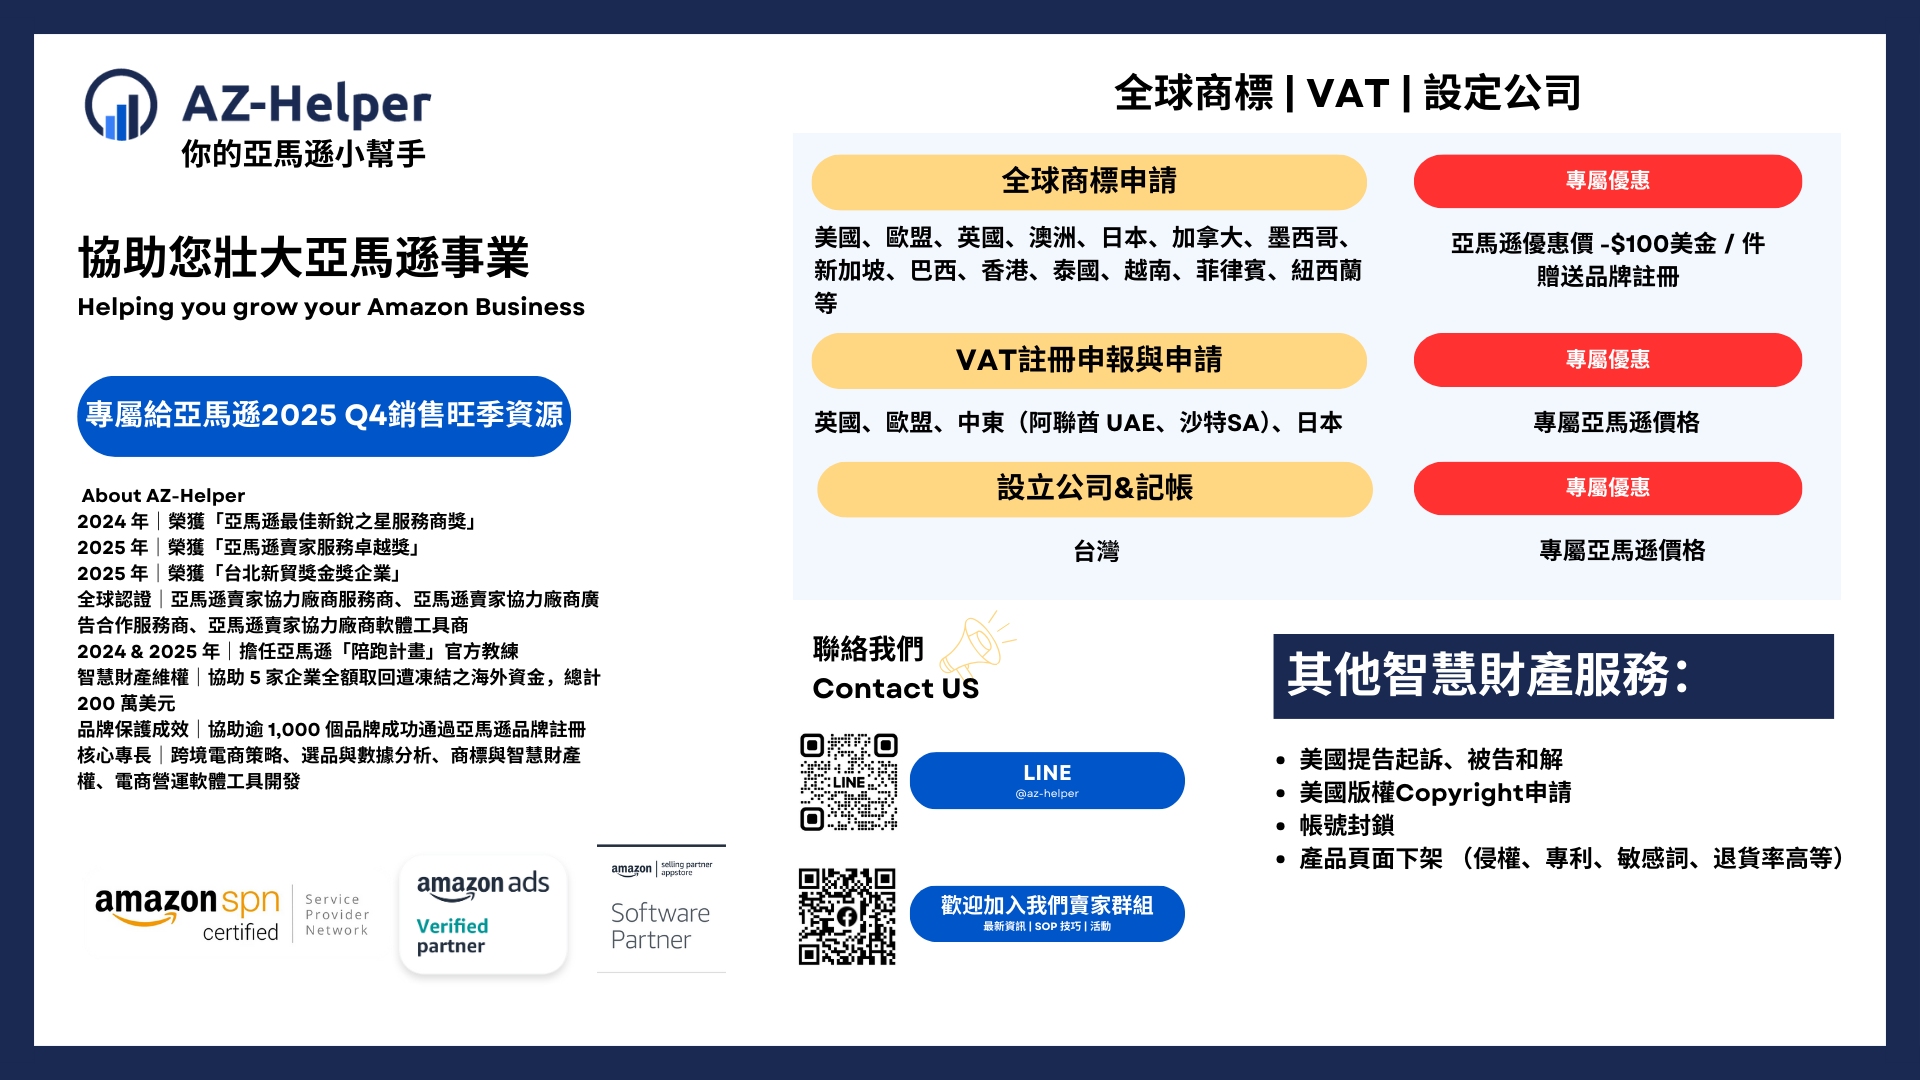 AZ-Helper
你的亞馬遜小幫手
協助您壯大亞馬遜事業
Helping you grow your Amazon Business
專屬給亞馬遜2025 Q4銷售旺季資源
About AZ-Helper
2024 年｜榮獲「亞馬遜最佳新銳之星服務商獎」
2025 年｜榮獲「亞馬遜賣家服務卓越獎」
2025 年｜榮獲「台北新貿獎金獎企業」
全球認證｜亞馬遜賣家協力廠商服務商、亞馬遜賣家協力廠商廣
告合作服務商、亞馬遜賣家協力廠商軟體工具商
2024 & 2025 年｜擔任亞馬遜「陪跑計畫」官方教練
智慧財產維權｜協助 5 家企業全額取回遭凍結之海外資金，總計
200 萬美元
品牌保護成效｜協助逾 1,000 個品牌成功通過亞馬遜品牌註冊
核心專長｜跨境電商策略、選品與數據分析、商標與智慧財產
權、電商營運軟體工具開發
amazon spn
certified
Service
Provider
Network
amazon ads
Verified
partner
amazon
selling partner
appstore
Software
Partner
全球商標 | VAT | 設定公司
全球商標申請
專屬優惠
美國、歐盟、英國、澳洲、日本、加拿大、墨西哥、
新加坡、巴西、香港、泰國、越南、菲律賓、紐西蘭
等
亞馬遜優惠價 -$100美金 / 件
贈送品牌註冊
VAT註冊申報與申請
專屬優惠
英國、歐盟、中東（阿聯酋 UAE、沙特SA）、日本
專屬亞馬遜價格
設立公司&記帳
專屬優惠
台灣
專屬亞馬遜價格
聯絡我們
Contact US
LINE
LINE
@az-helper
歡迎加入我們賣家群組
最新資訊 | SOP 技巧 | 活動
其他智慧財產服務：
• 美國提告起訴、被告和解
• 美國版權Copyright申請
• 帳號封鎖
• 產品頁面下架 （侵權、專利、敏感詞、退貨率高等）